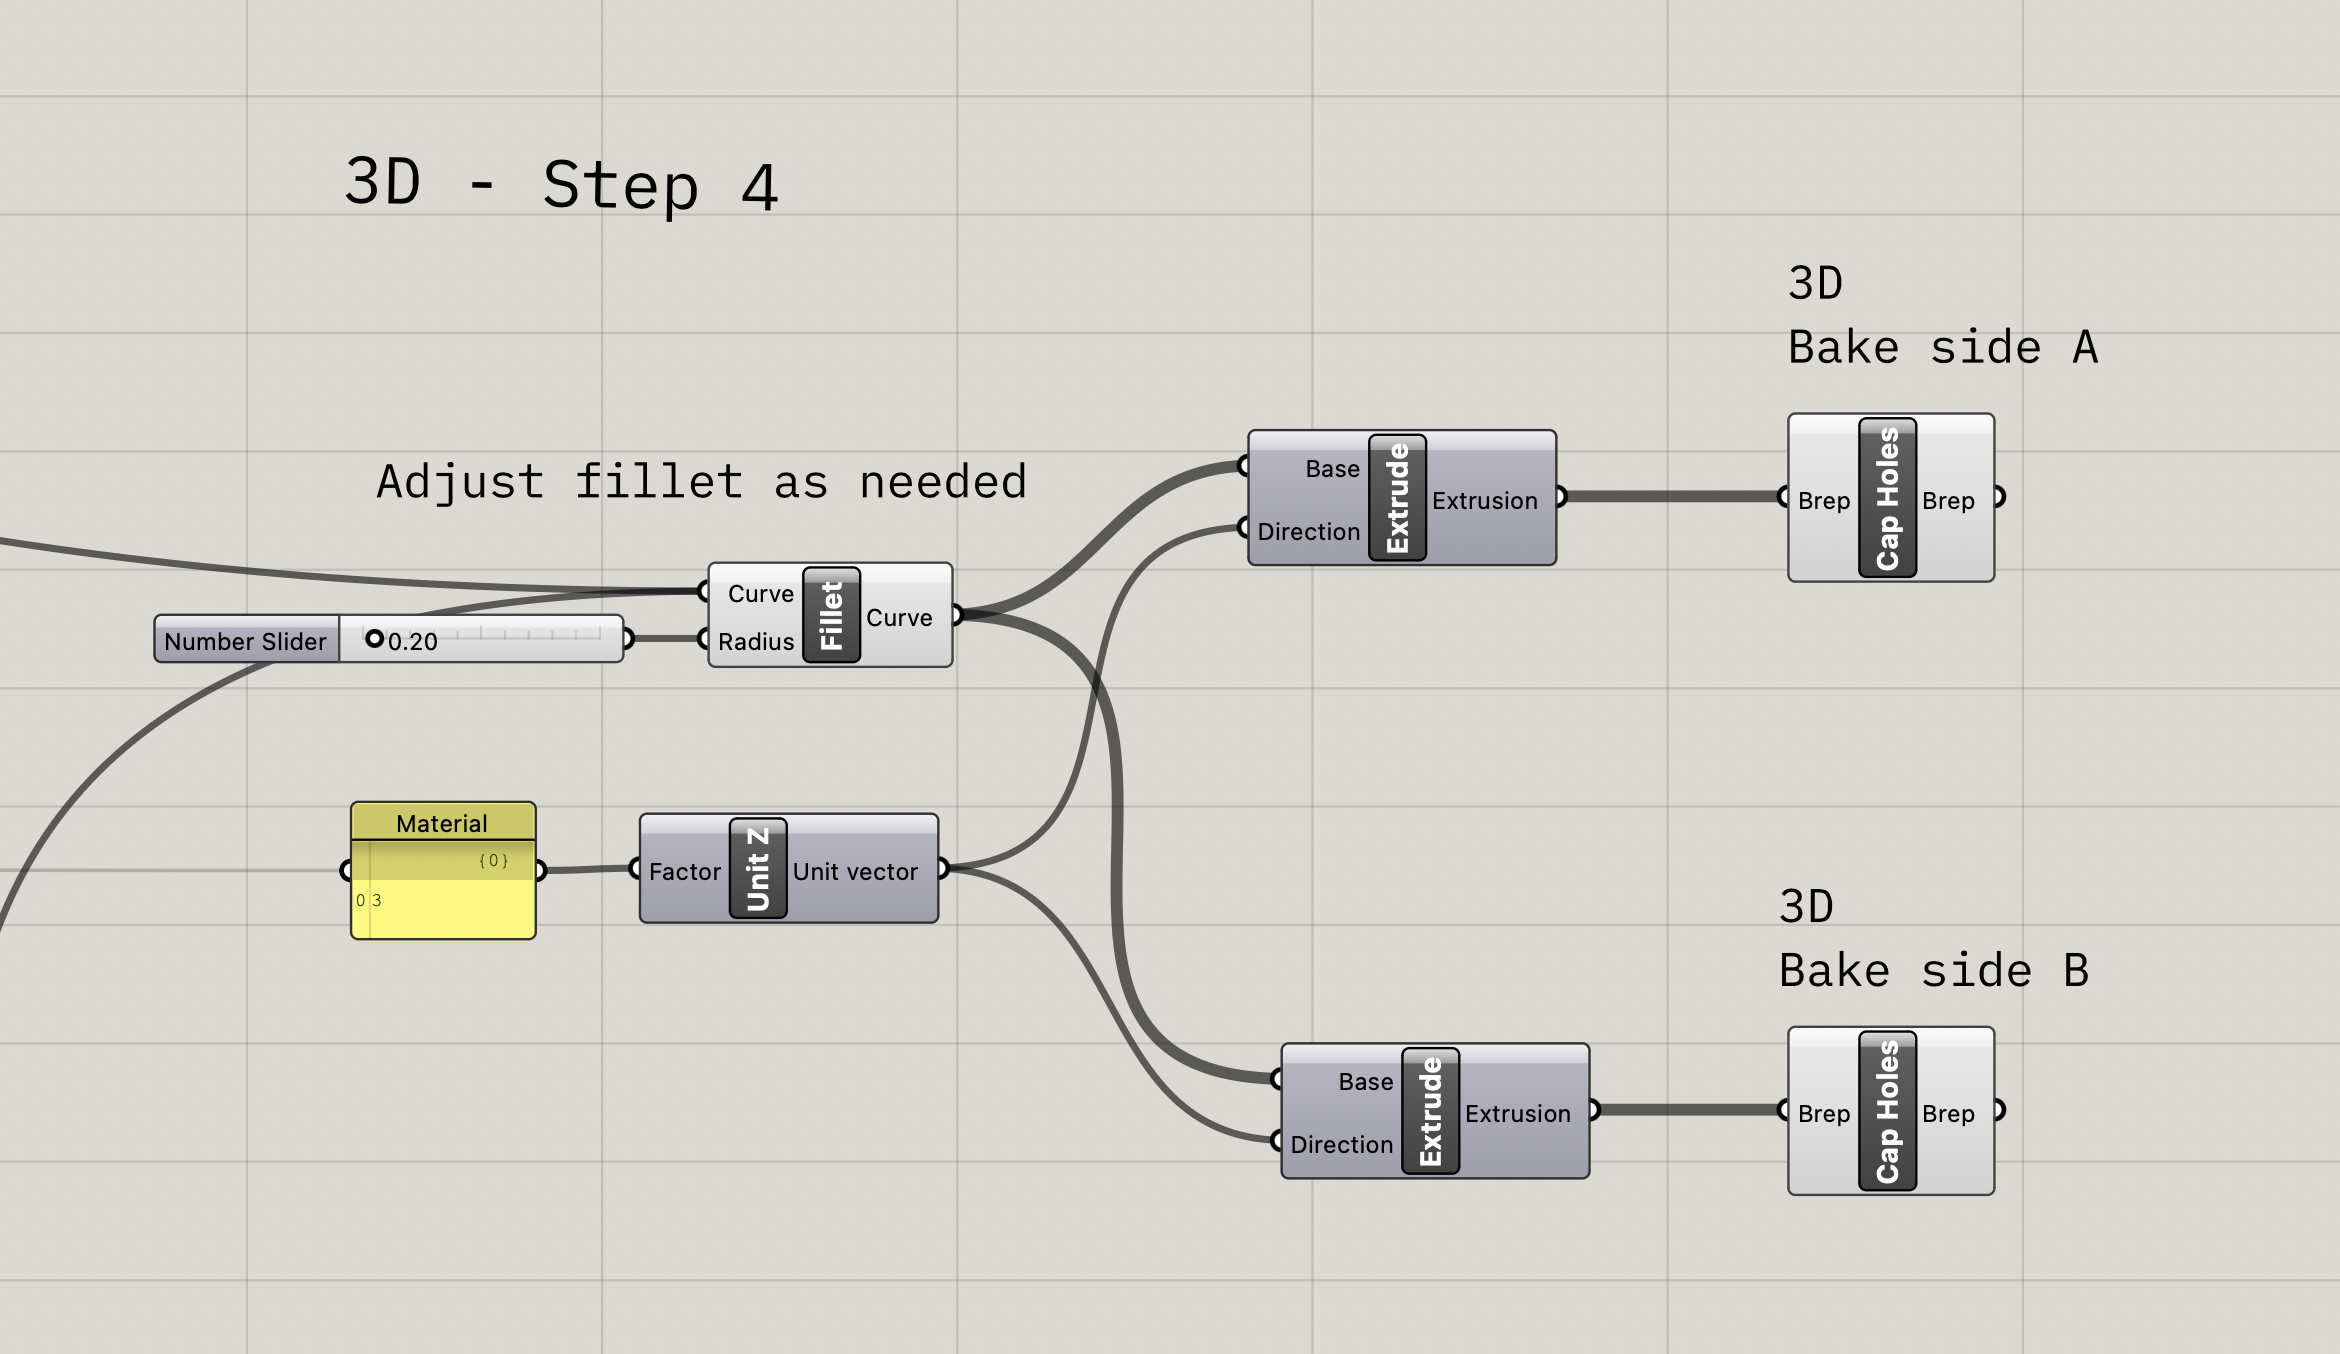 3D - Step 4
3D
Bake side A
Adjust fillet as needed
Base
Direction
Extrude
Extrusion
Brep
Cap Holes
Brep
Curve
Radius
Fillet
Curve
Number Slider
0.20
Material
{0}
0 3
Factor
Unit Z
Unit vector
3D
Bake side B
Base
Direction
Extrude
Extrusion
Brep
Cap Holes
Brep